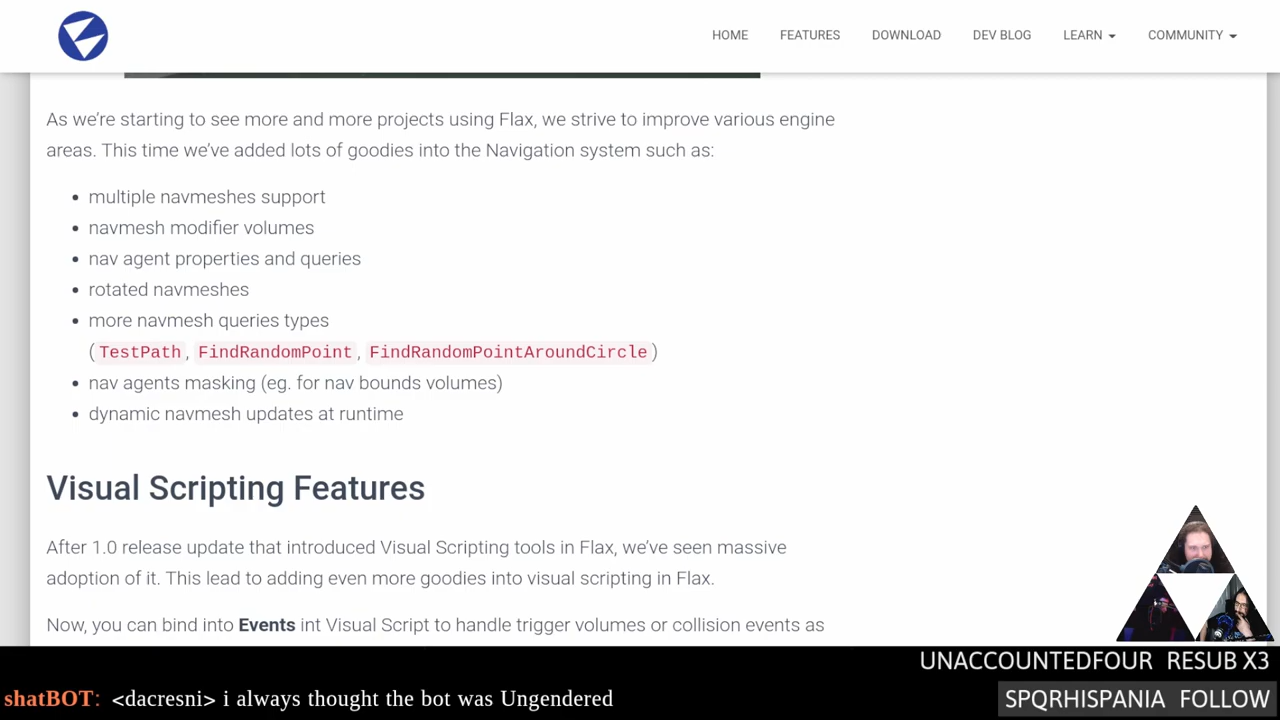 HOME FEATURES DOWNLOAD DEV BLOG LEARN COMMUNITY
As we're starting to see more and more projects using Flax, we strive to improve various engine
areas. This time we've added lots of goodies into the Navigation system such as:
• multiple navmeshes support
• navmesh modifier volumes
• nav agent properties and queries
• rotated navmeshes
• more navmesh queries types
(TestPath, FindRandomPoint, FindRandomPointAroundCircle)
• nav agents masking (eg. for nav bounds volumes)
• dynamic navmesh updates at runtime
Visual Scripting Features
After 1.0 release update that introduced Visual Scripting tools in Flax, we've seen massive
adoption of it. This lead to adding even more goodies into visual scripting in Flax.
Now, you can bind into Events int Visual Script to handle trigger volumes or collision events as
UNACCOUNTEDFOUR RESUB X3
shatBOT: <dacresni> i always thought the bot was Ungendered
SPQRHISPANIA FOLLOW